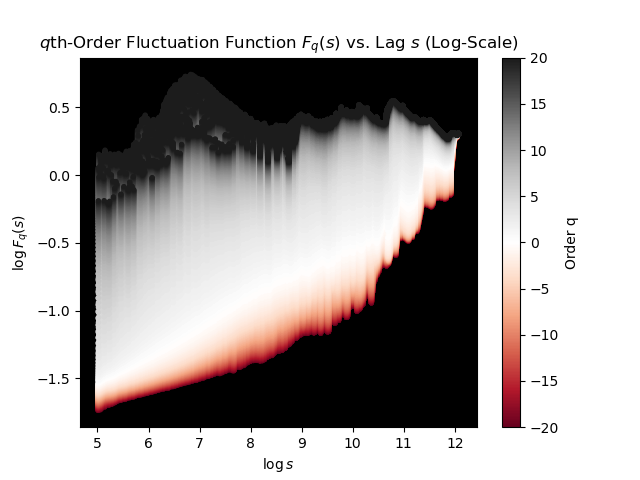 qth-Order Fluctuation Function F_q(s) vs. Lag s (Log-Scale)
log F_q(s)
0.5
0.0
−0.5
−1.0
−1.5
5 6 7 8 9 10 11 12
log s
20
15
10
5
0
−5
−10
−15
−20
Order q